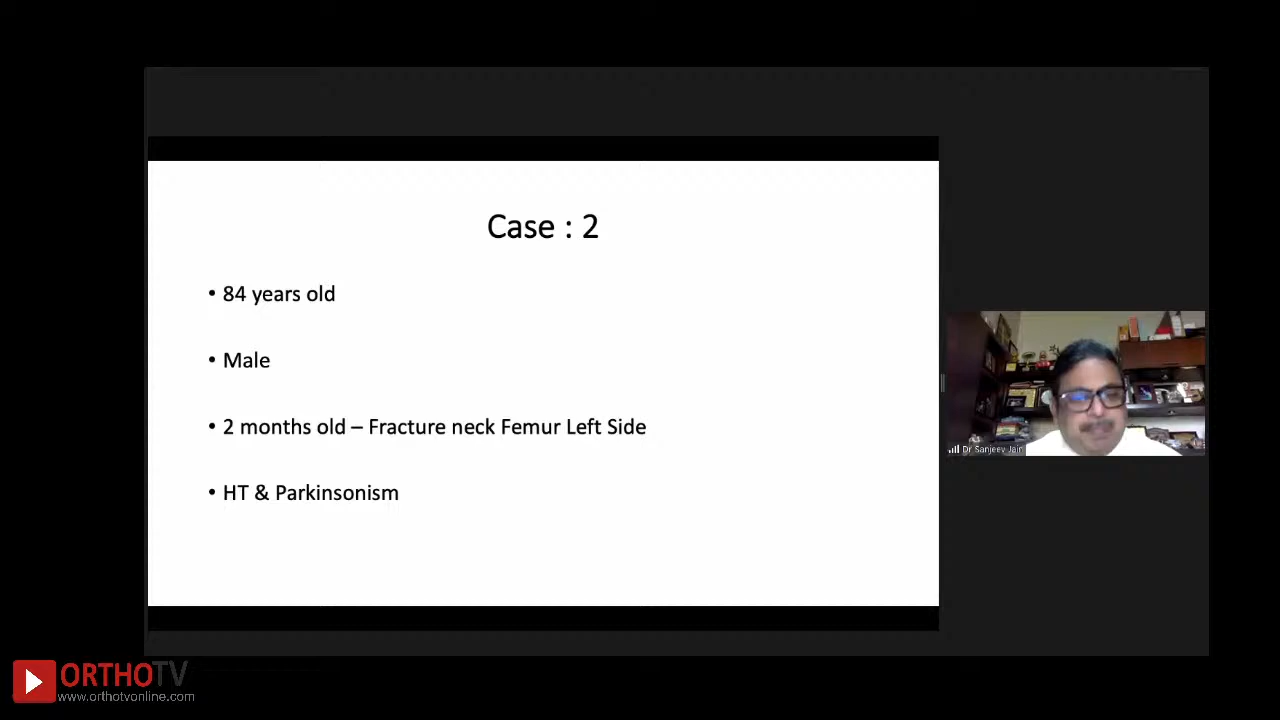 Case : 2
• 84 years old
• Male
• 2 months old – Fracture neck Femur Left Side
• HT & Parkinsonism
Dr Sanjeev Jain
ORTHOTV
www.orthotvonline.com